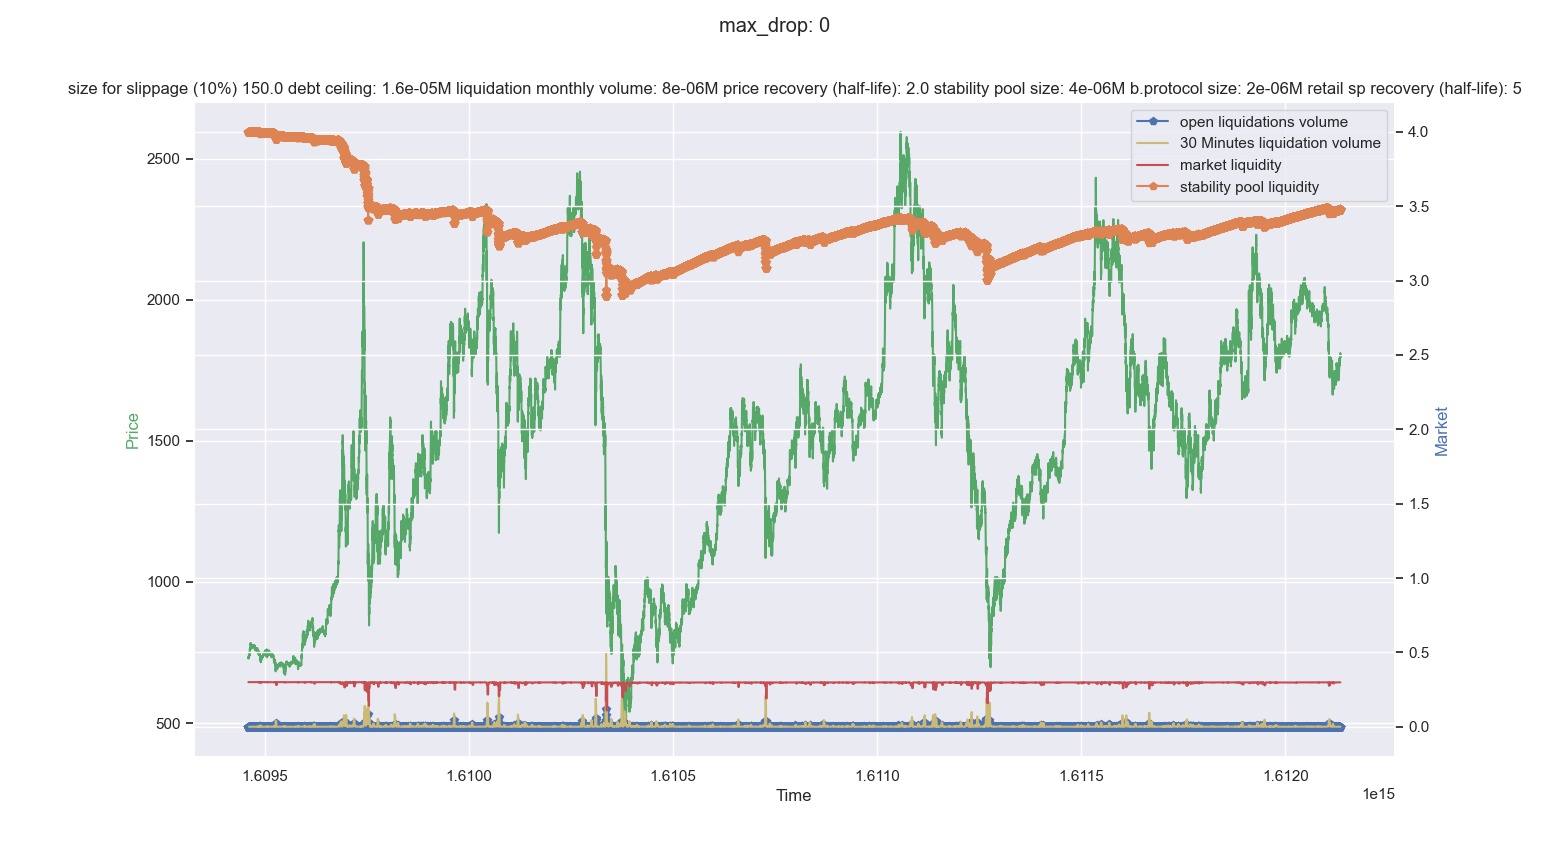 max_drop: 0
size for slippage (10%) 150.0 debt ceiling: 1.6e-05M liquidation monthly volume: 8e-06M price recovery (half-life): 2.0 stability pool size: 4e-06M b.protocol size: 2e-06M retail sp recovery (half-life): 5
open liquidations volume
30 Minutes liquidation volume
market liquidity
stability pool liquidity
2500
2000
1500
1000
500
Price
4.0
3.5
3.0
2.5
2.0
1.5
1.0
0.5
0.0
Market
1.6095
1.6100
1.6105
1.6110
1.6115
1.6120
Time
1e15